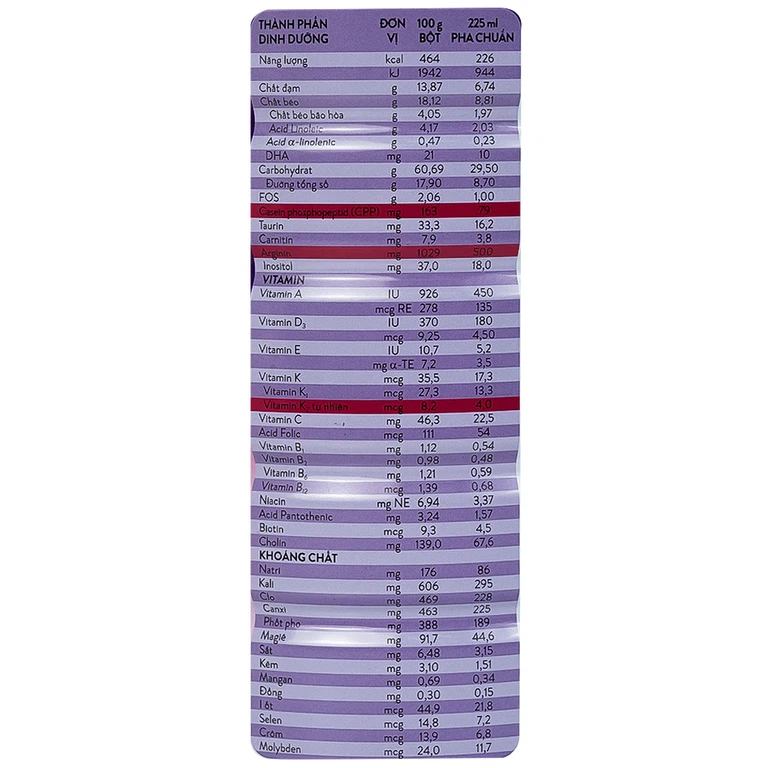 THÀNH PHẦN DINH DƯỠNG ĐƠN VỊ 100 g BỘT 225 ml PHA CHUẨN
Năng lượng kcal 464 226
kJ 1942 944
Chất đạm g 13,87 6,74
Chất béo g 18,12 8,81
Chất béo bão hòa g 4,05 1,97
Acid Linoleic g 4,17 2,03
Acid α-linolenic g 0,47 0,23
DHA mg 21 10
Carbohydrat g 60,69 29,50
Đường tổng số g 17,90 8,70
FOS g 2,06 1,00
Casein phosphopeptid (CPP) mg 163 79
Taurin mg 33,3 16,2
Carnitin mg 7,9 3,8
Arginin mg 1029 500
Inositol mg 37,0 18,0
VITAMIN
Vitamin A IU 926 450
mcg RE 278 135
Vitamin D3 IU 370 180
mcg 9,25 4,50
Vitamin E IU 10,7 5,2
mg α-TE 7,2 3,5
Vitamin K mcg 35,5 17,3
Vitamin K1 mcg 27,3 13,3
Vitamin K2 tự nhiên mcg 8,2 4,0
Vitamin C mg 46,3 22,5
Acid Folic mcg 111 54
Vitamin B1 mg 1,12 0,54
Vitamin B2 mg 0,98 0,48
Vitamin B6 mg 1,21 0,59
Vitamin B12 mcg 1,39 0,68
Niacin mg NE 6,94 3,37
Acid Pantothenic mg 3,24 1,57
Biotin mcg 9,3 4,5
Cholin mg 139,0 67,6
KHOÁNG CHẤT
Natri mg 176 86
Kali mg 606 295
Clo mg 469 228
Canxi mg 463 225
Phốt pho mg 388 189
Magiê mg 91,7 44,6
Sắt mg 6,48 3,15
Kẽm mg 3,10 1,51
Mangan mg 0,69 0,34
Đồng mg 0,30 0,15
I ốt mcg 44,9 21,8
Selen mcg 14,8 7,2
Crôm mcg 13,9 6,8
Molybden mcg 24,0 11,7